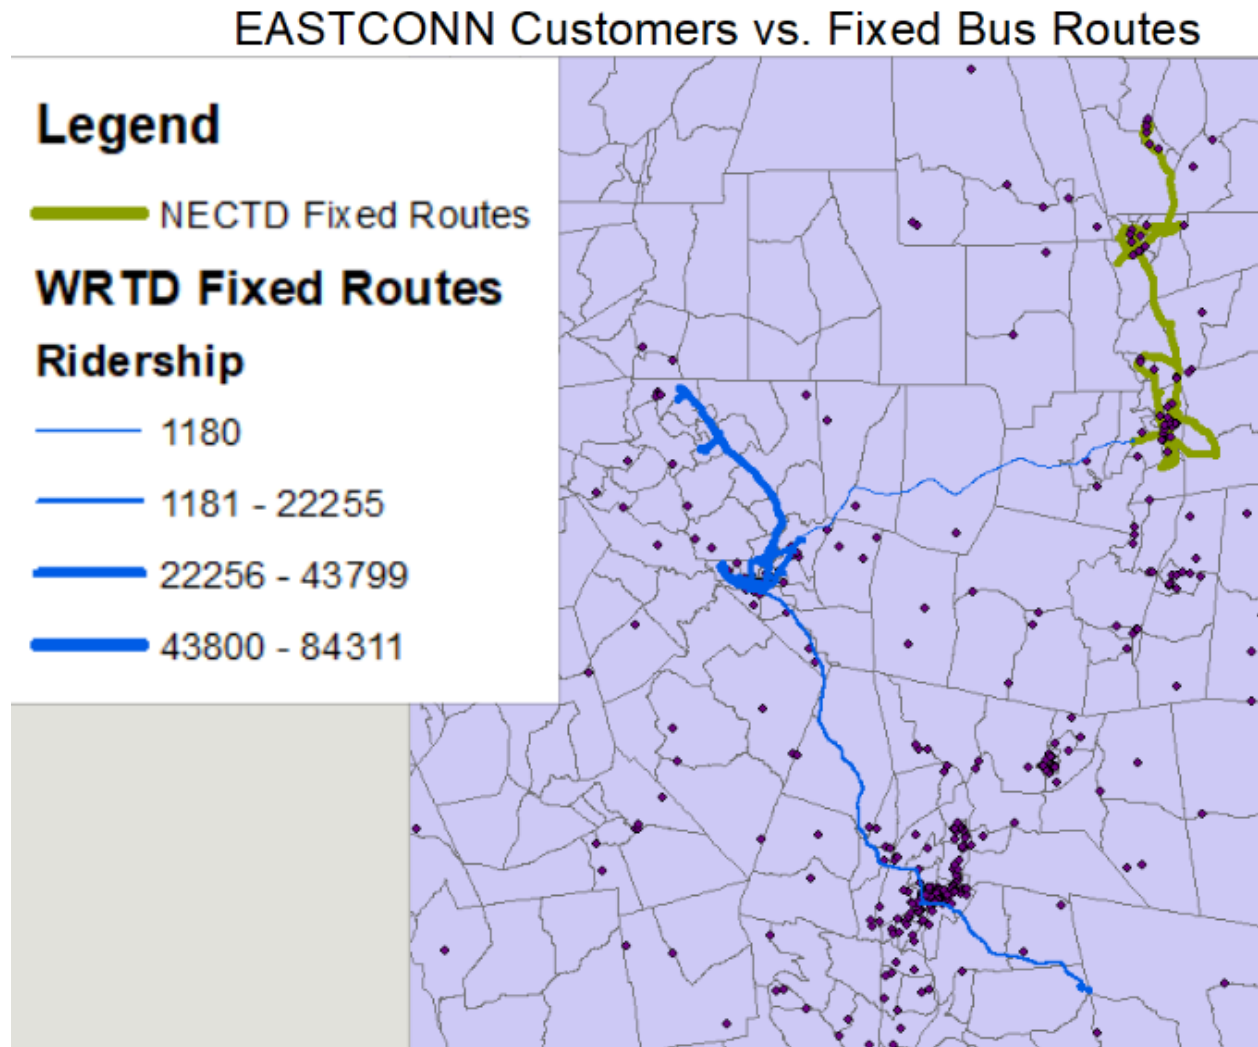 EASTCONN Customers vs. Fixed Bus Routes
Legend
NECTD Fixed Routes
WRTD Fixed Routes
Ridership
1180
1181 - 22255
22256 - 43799
43800 - 84311